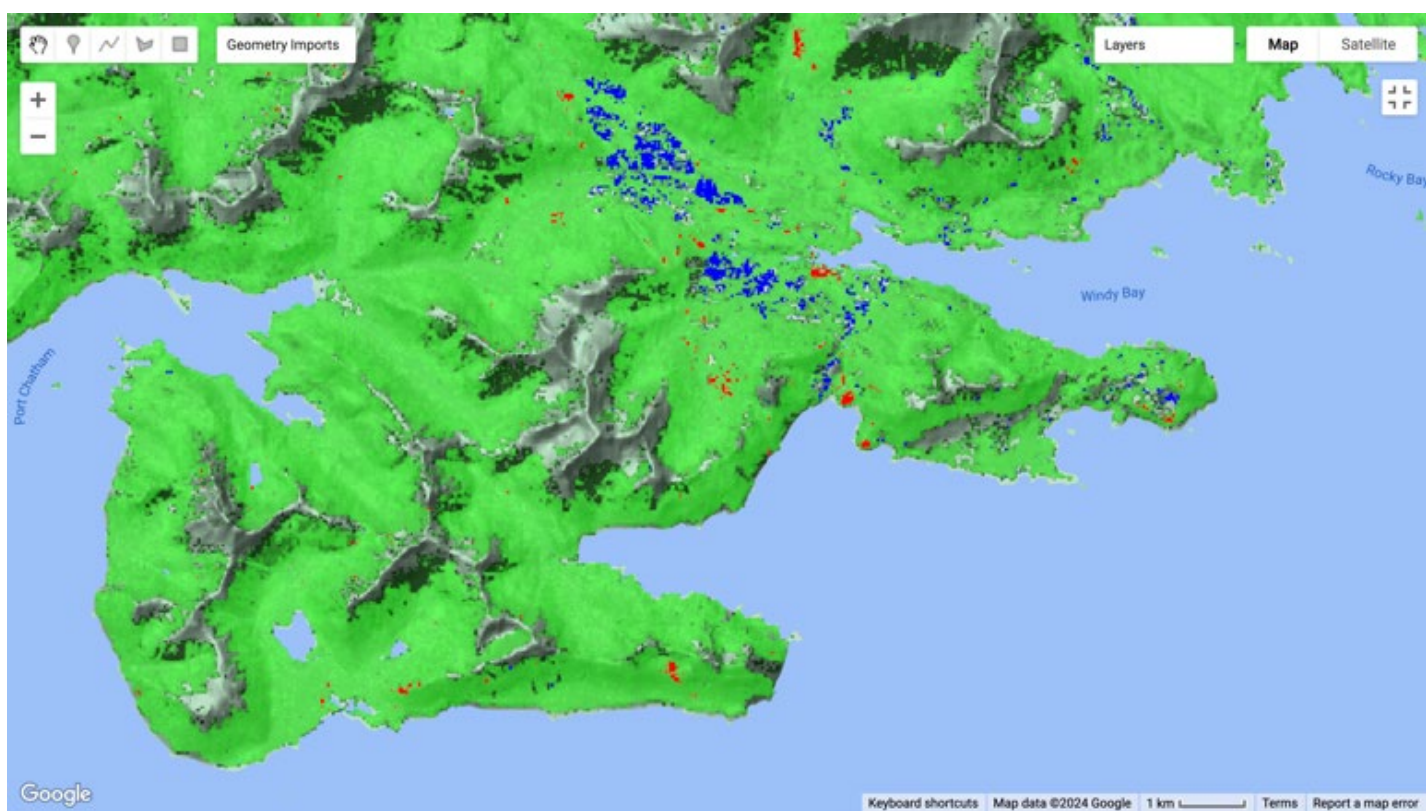 Geometry Imports
Layers
Map
Satellite
+
−
Rocky Bay
Windy Bay
Port Chatham
Google
Keyboard shortcuts
Map data ©2024 Google
1 km
Terms
Report a map error